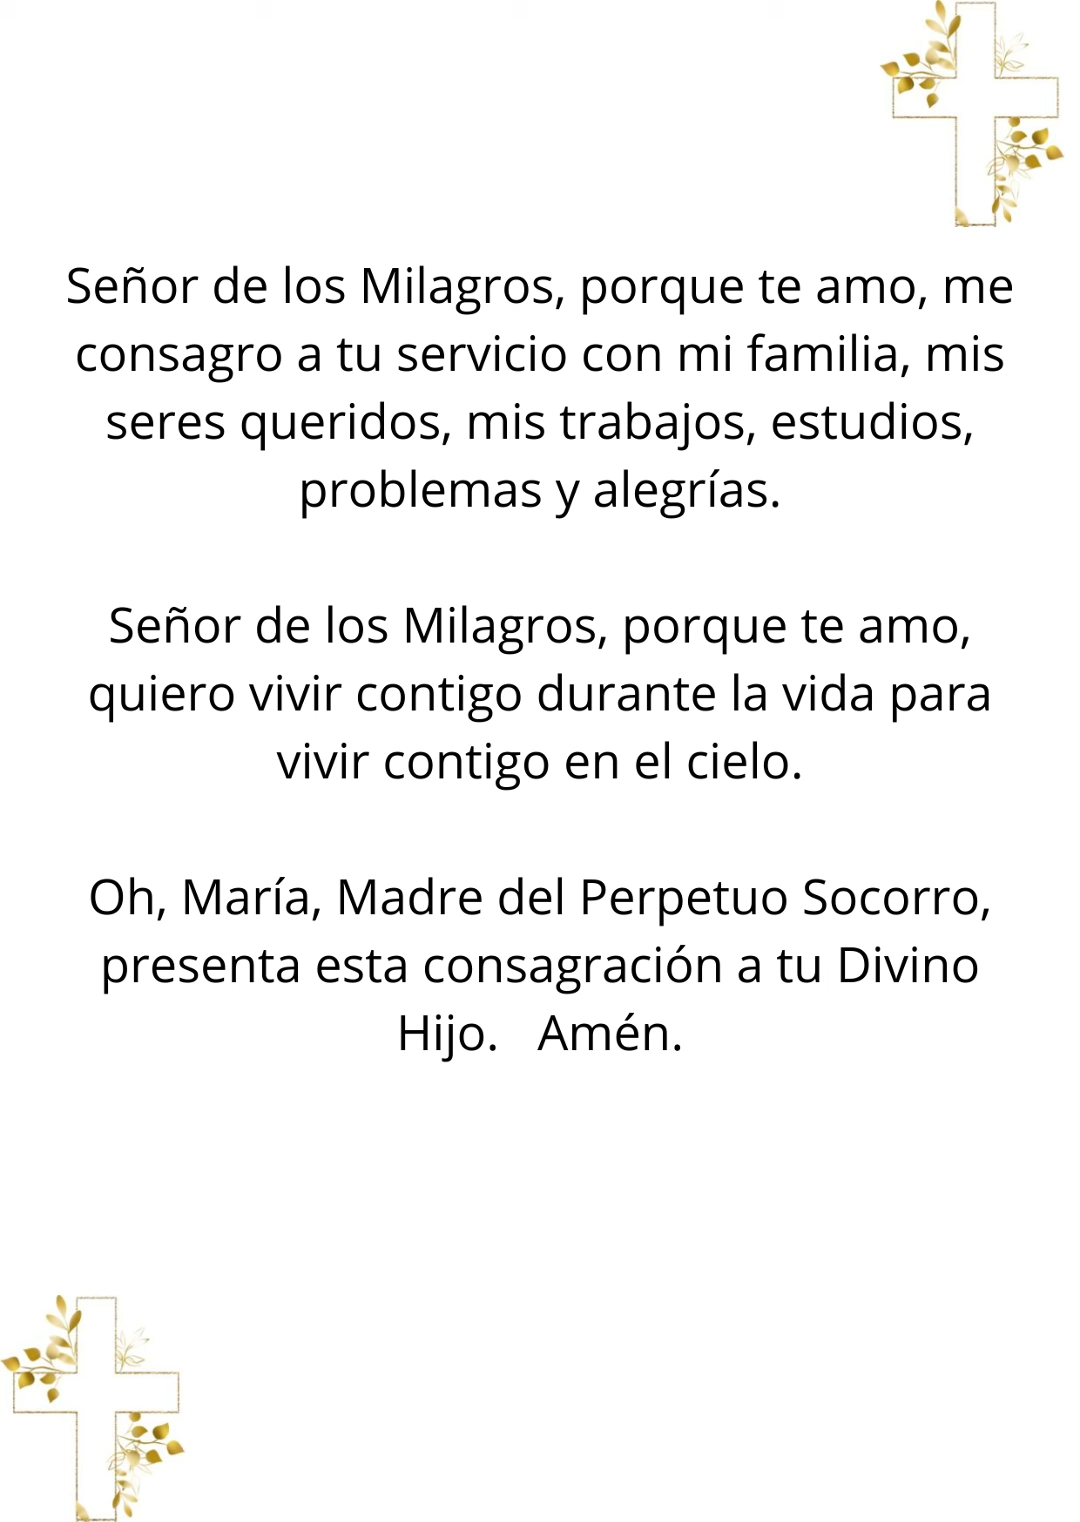 Señor de los Milagros, porque te amo, me
consagro a tu servicio con mi familia, mis
seres queridos, mis trabajos, estudios,
problemas y alegrías.
Señor de los Milagros, porque te amo,
quiero vivir contigo durante la vida para
vivir contigo en el cielo.
Oh, María, Madre del Perpetuo Socorro,
presenta esta consagración a tu Divino
Hijo.   Amén.